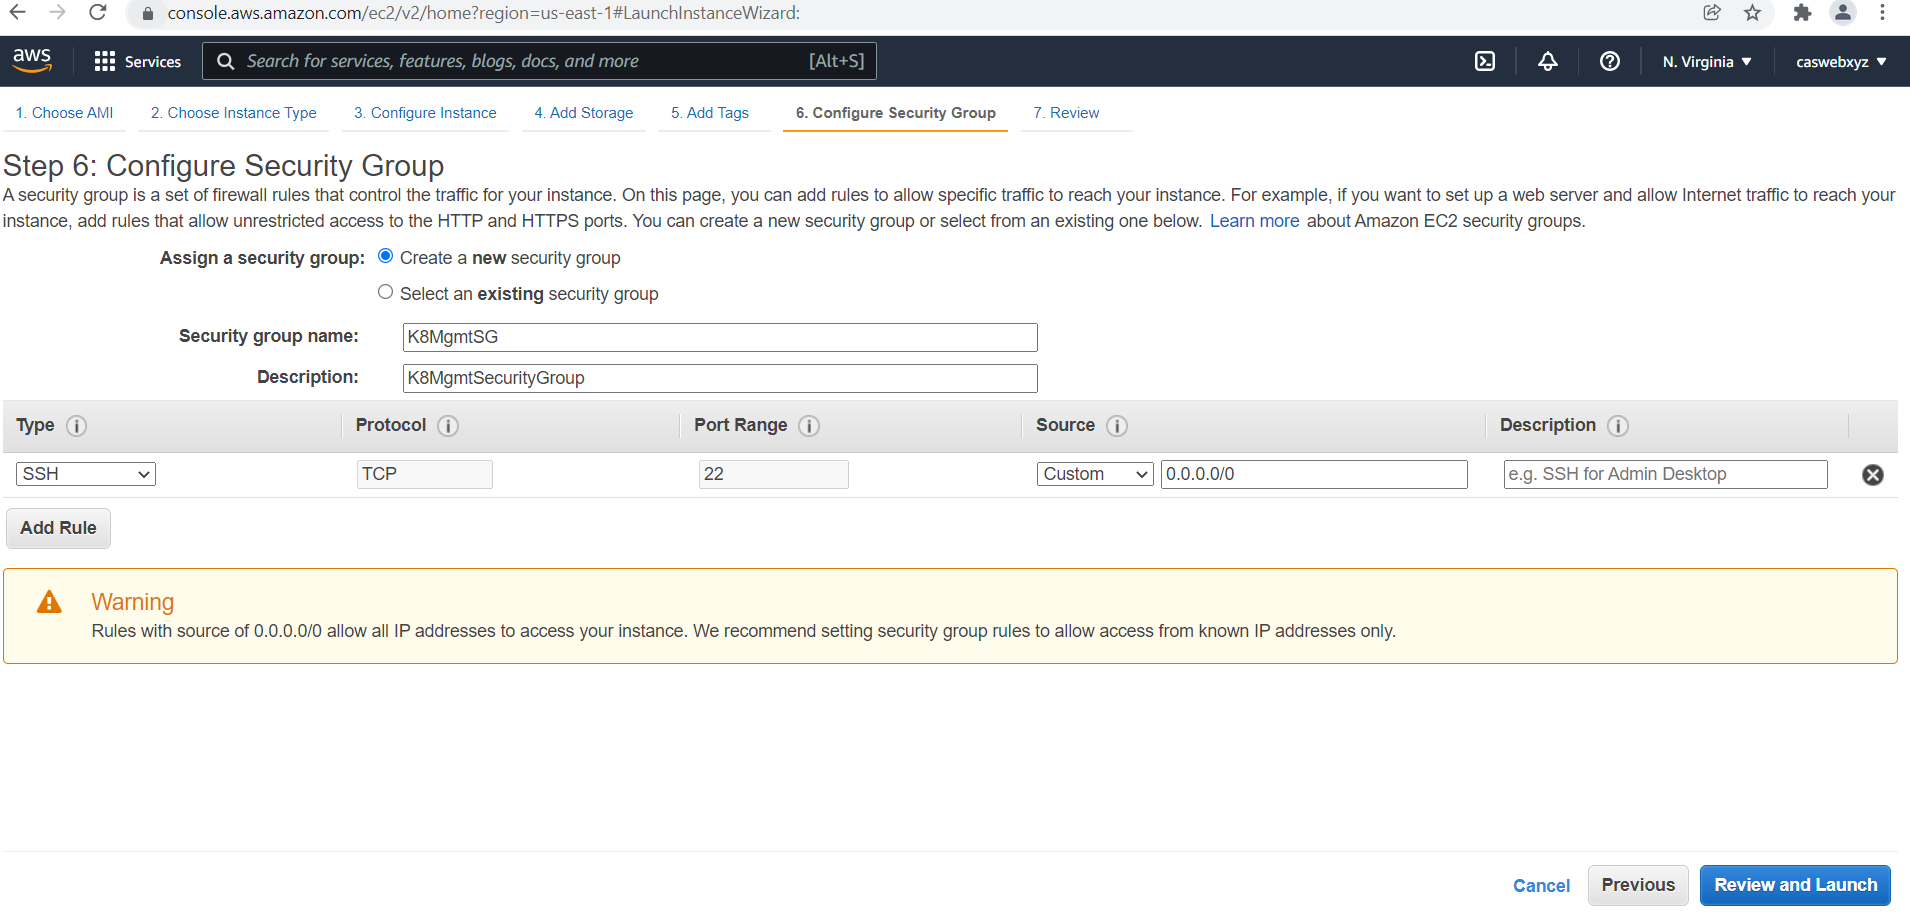 console.aws.amazon.com/ec2/v2/home?region=us-east-1#LaunchInstanceWizard:
aws Services Search for services, features, blogs, docs, and more [Alt+S] N. Virginia caswebxyz
1. Choose AMI 2. Choose Instance Type 3. Configure Instance 4. Add Storage 5. Add Tags 6. Configure Security Group 7. Review
Step 6: Configure Security Group
A security group is a set of firewall rules that control the traffic for your instance. On this page, you can add rules to allow specific traffic to reach your instance. For example, if you want to set up a web server and allow Internet traffic to reach your
instance, add rules that allow unrestricted access to the HTTP and HTTPS ports. You can create a new security group or select from an existing one below. Learn more about Amazon EC2 security groups.
Assign a security group: Create a new security group
Select an existing security group
Security group name: K8MgmtSG
Description: K8MgmtSecurityGroup
Type i Protocol i Port Range i Source i Description i
SSH TCP 22 Custom 0.0.0.0/0 e.g. SSH for Admin Desktop
Add Rule
Warning
Rules with source of 0.0.0.0/0 allow all IP addresses to access your instance. We recommend setting security group rules to allow access from known IP addresses only.
Cancel Previous Review and Launch